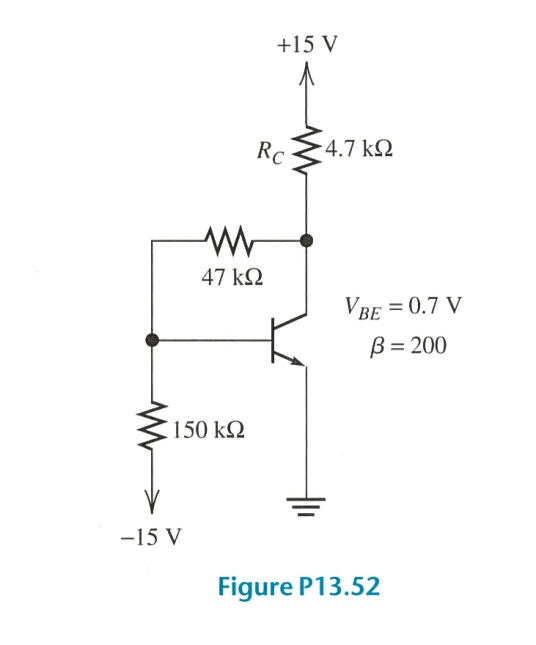 +15 V
R_C 4.7 kΩ
47 kΩ
V_BE = 0.7 V
β = 200
150 kΩ
−15 V
Figure P13.52